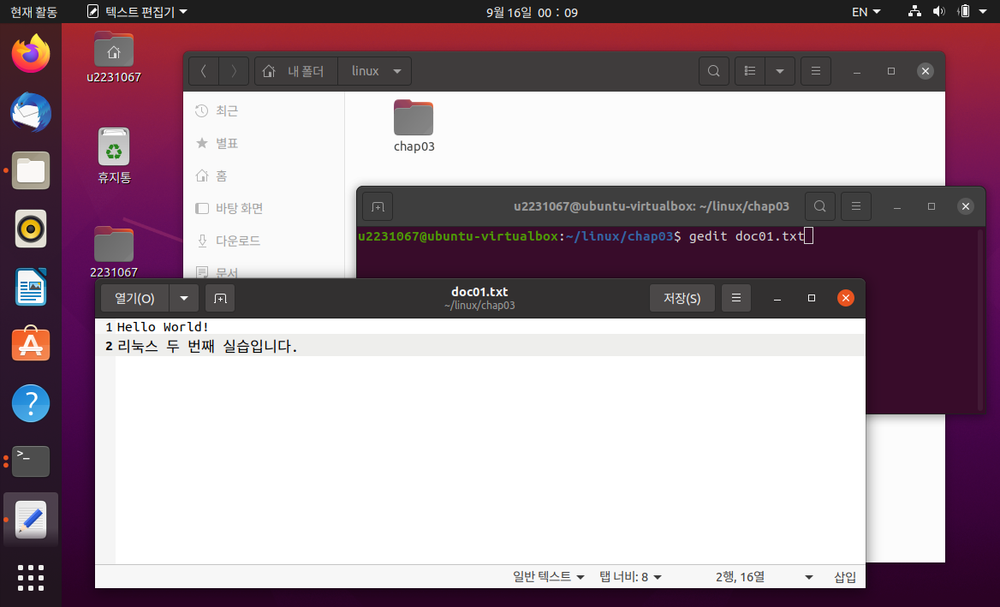 현재 활동 텍스트 편집기 9월 16일 00 : 09 EN
u2231067
휴지통
2231067
내 폴더 linux
최근
별표
홈
바탕 화면
다운로드
문서
chap03
u2231067@ubuntu-virtualbox: ~/linux/chap03
u2231067@ubuntu-virtualbox:~/linux/chap03$ gedit doc01.txt
열기(O) doc01.txt 저장(S)
~/linux/chap03
1 Hello World!
2 리눅스 두 번째 실습입니다.
일반 텍스트 탭 너비: 8 2행, 16열 삽입